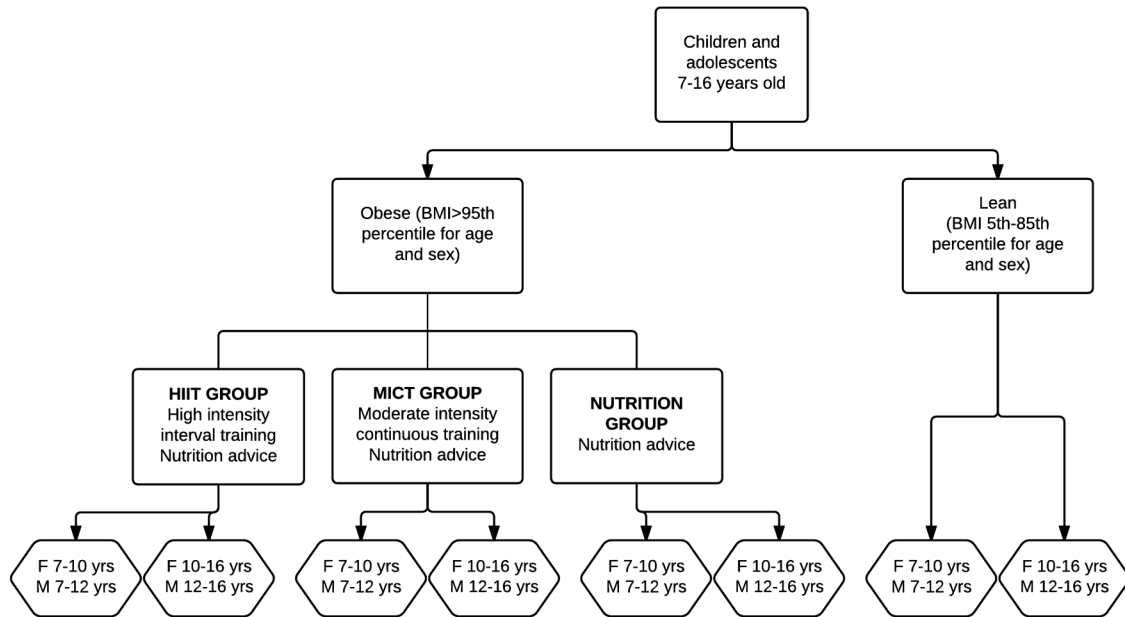 Children and
adolescents
7-16 years old
Obese (BMI>95th
percentile for age
and sex)
Lean
(BMI 5th-85th
percentile for age
and sex)
HIIT GROUP
High intensity
interval training
Nutrition advice
MICT GROUP
Moderate intensity
continuous training
Nutrition advice
NUTRITION
GROUP
Nutrition advice
F 7-10 yrs
M 7-12 yrs
F 10-16 yrs
M 12-16 yrs
F 7-10 yrs
M 7-12 yrs
F 10-16 yrs
M 12-16 yrs
F 7-10 yrs
M 7-12 yrs
F 10-16 yrs
M 12-16 yrs
F 7-10 yrs
M 7-12 yrs
F 10-16 yrs
M 12-16 yrs